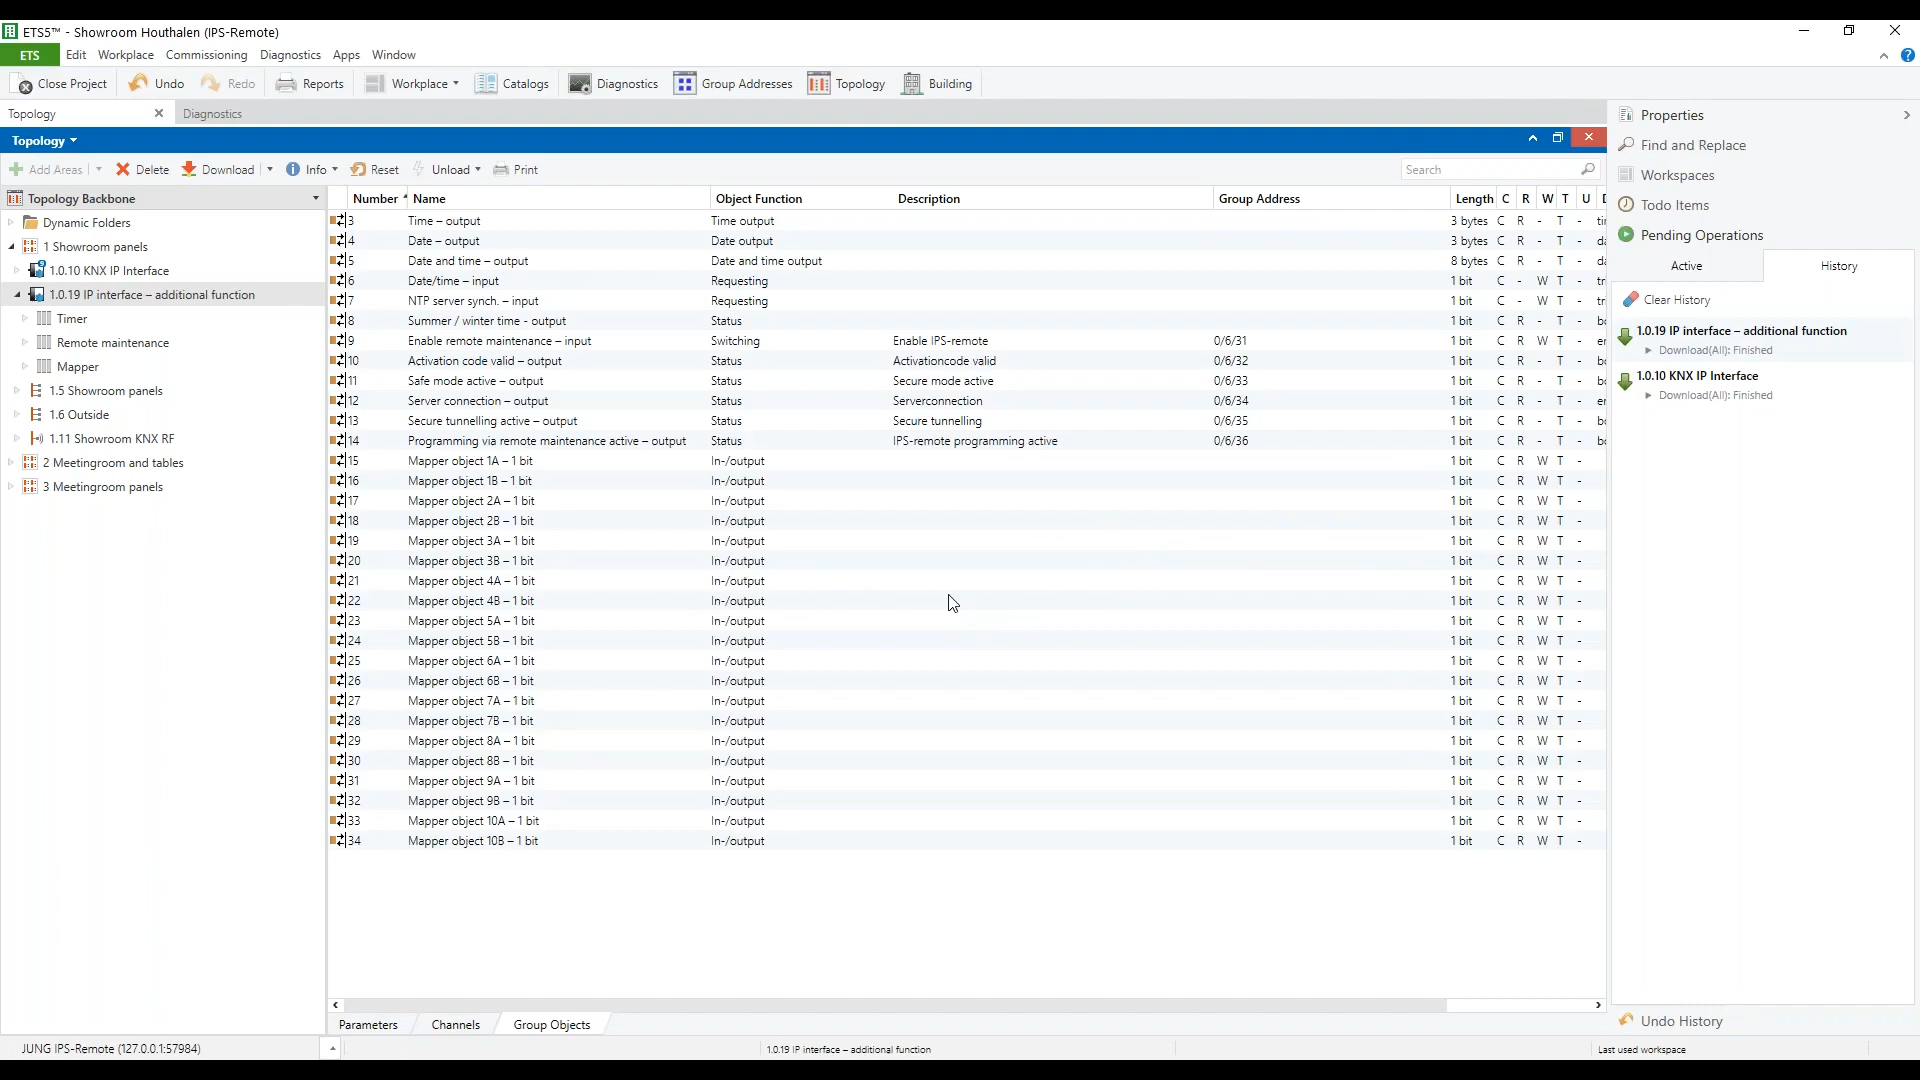 ETS5™ - Showroom Houthalen (IPS-Remote)
ETS Edit Workplace Commissioning Diagnostics Apps Window
Close Project Undo Redo Reports Workplace Catalogs Diagnostics Group Addresses Topology Building
Topology Diagnostics
Topology
Add Areas Delete Download Info Reset Unload Print Search
Topology Backbone
Dynamic Folders
1 Showroom panels
1.0.10 KNX IP Interface
1.0.19 IP interface – additional function
Timer
Remote maintenance
Mapper
1.5 Showroom panels
1.6 Outside
1.11 Showroom KNX RF
2 Meetingroom and tables
3 Meetingroom panels
Number Name Object Function Description Group Address Length C R W T U
3 Time – output Time output 3 bytes C R - T -
4 Date – output Date output 3 bytes C R - T -
5 Date and time – output Date and time output 8 bytes C R - T -
6 Date/time – input Requesting 1 bit C - W T -
7 NTP server synch. – input Requesting 1 bit C - W T -
8 Summer / winter time - output Status 1 bit C R - T -
9 Enable remote maintenance – input Switching Enable IPS-remote 0/6/31 1 bit C R W T -
10 Activation code valid – output Status Activationcode valid 0/6/32 1 bit C R - T -
11 Safe mode active – output Status Secure mode active 0/6/33 1 bit C R - T -
12 Server connection – output Status Serverconnection 0/6/34 1 bit C R - T -
13 Secure tunnelling active – output Status Secure tunnelling 0/6/35 1 bit C R - T -
14 Programming via remote maintenance active – output Status IPS-remote programming active 0/6/36 1 bit C R - T -
15 Mapper object 1A – 1 bit In-/output 1 bit C R W T -
16 Mapper object 1B – 1 bit In-/output 1 bit C R W T -
17 Mapper object 2A – 1 bit In-/output 1 bit C R W T -
18 Mapper object 2B – 1 bit In-/output 1 bit C R W T -
19 Mapper object 3A – 1 bit In-/output 1 bit C R W T -
20 Mapper object 3B – 1 bit In-/output 1 bit C R W T -
21 Mapper object 4A – 1 bit In-/output 1 bit C R W T -
22 Mapper object 4B – 1 bit In-/output 1 bit C R W T -
23 Mapper object 5A – 1 bit In-/output 1 bit C R W T -
24 Mapper object 5B – 1 bit In-/output 1 bit C R W T -
25 Mapper object 6A – 1 bit In-/output 1 bit C R W T -
26 Mapper object 6B – 1 bit In-/output 1 bit C R W T -
27 Mapper object 7A – 1 bit In-/output 1 bit C R W T -
28 Mapper object 7B – 1 bit In-/output 1 bit C R W T -
29 Mapper object 8A – 1 bit In-/output 1 bit C R W T -
30 Mapper object 8B – 1 bit In-/output 1 bit C R W T -
31 Mapper object 9A – 1 bit In-/output 1 bit C R W T -
32 Mapper object 9B – 1 bit In-/output 1 bit C R W T -
33 Mapper object 10A – 1 bit In-/output 1 bit C R W T -
34 Mapper object 10B – 1 bit In-/output 1 bit C R W T -
Parameters Channels Group Objects
Properties
Find and Replace
Workspaces
Todo Items
Pending Operations
Active History
Clear History
1.0.19 IP interface – additional function
Download(All): Finished
1.0.10 KNX IP Interface
Download(All): Finished
Undo History
JUNG IPS-Remote (127.0.0.1:57984) 1.0.19 IP interface – additional function Last used workspace